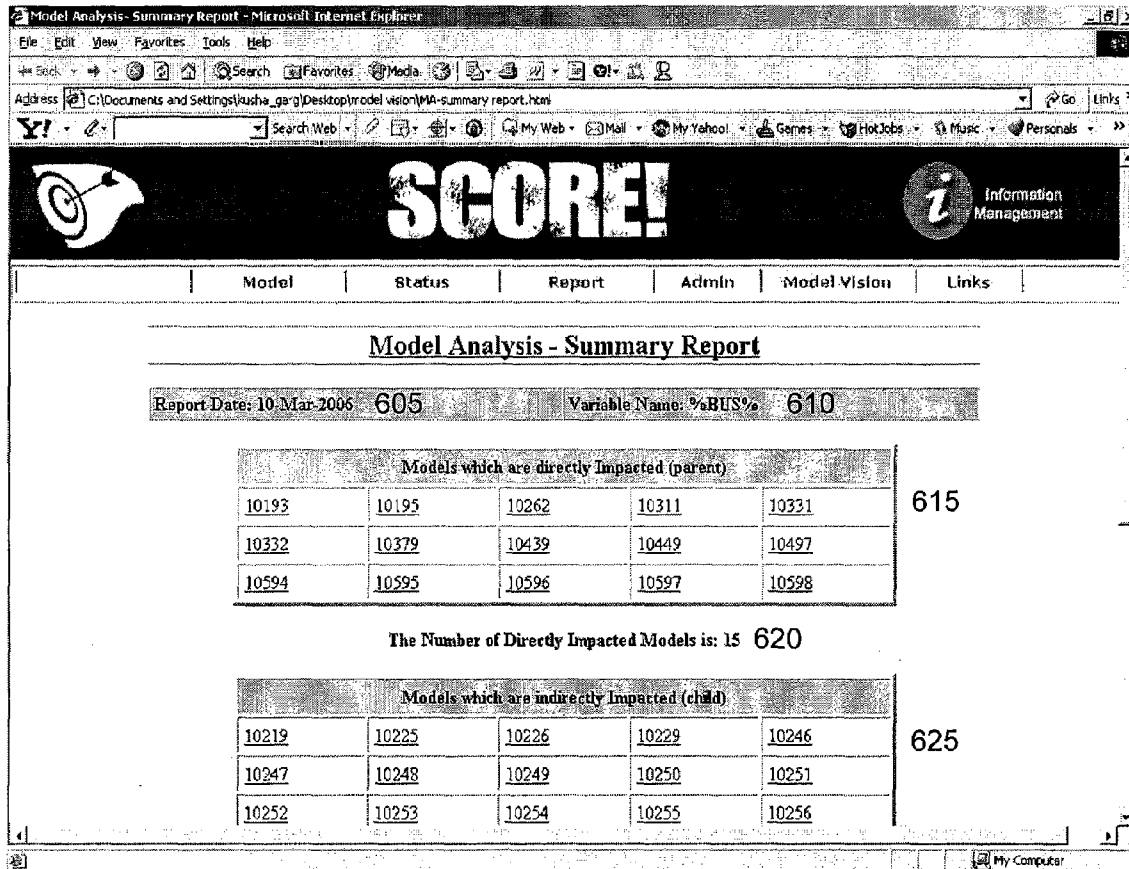 Model Analysis- Summary Report - Microsoft Internet Explorer
File Edit View Favorites Tools Help
Back Search Favorites Media
Address C:\Documents and Settings\kusha_garg\Desktop\model vision\MA-summary report.html Go Links
Y! Search Web My Web Mail My Yahoo! Games HotJobs Music Personals »
SCORE!
i Information Management
Model Status Report Admin Model Vision Links
Model Analysis - Summary Report
Report Date: 10-Mar-2006 605 Variable Name: %BUS% 610
Models which are directly Impacted (parent)
10193 10195 10262 10311 10331 615
10332 10379 10439 10449 10497
10594 10595 10596 10597 10598
The Number of Directly Impacted Models is: 15 620
Models which are indirectly Impacted (child)
10219 10225 10226 10229 10246 625
10247 10248 10249 10250 10251
10252 10253 10254 10255 10256
My Computer